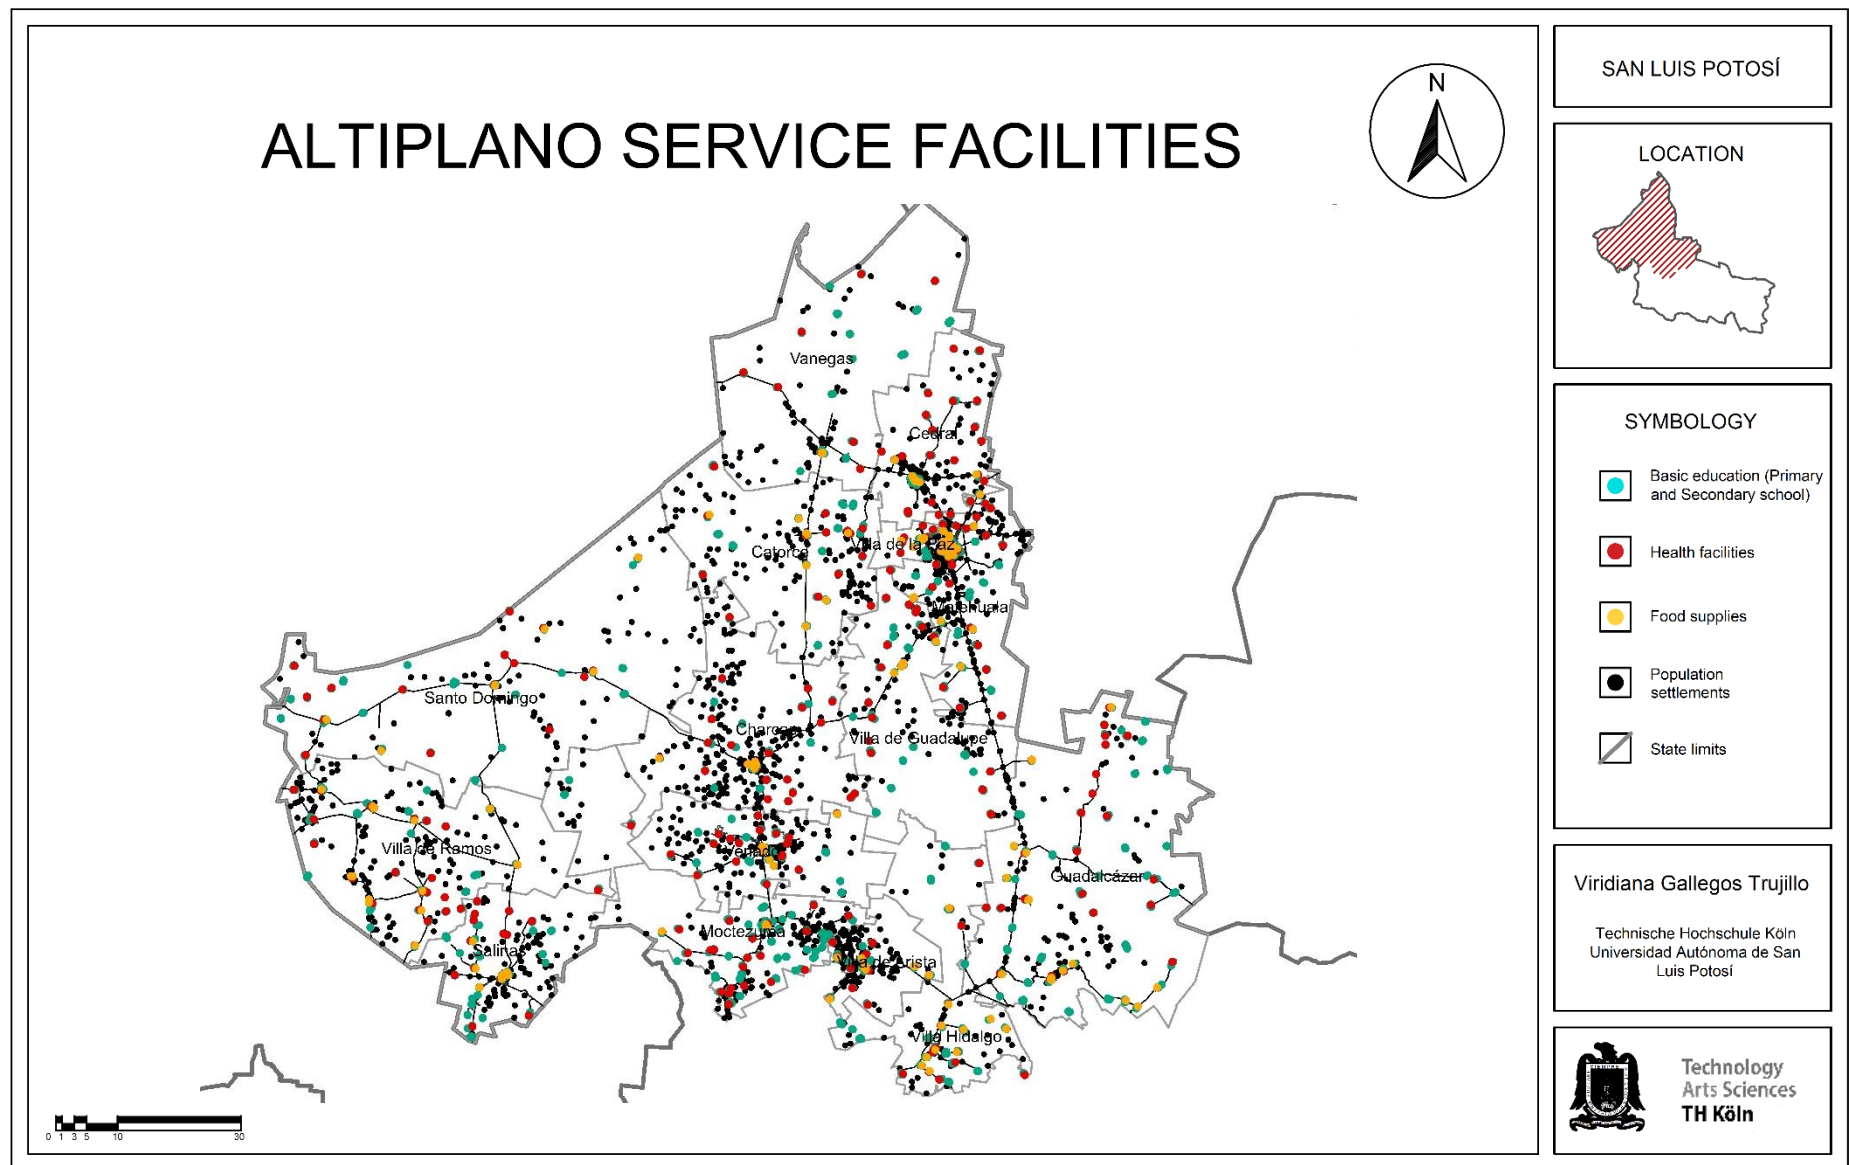 ALTIPLANO SERVICE FACILITIES
N
Vanegas
Cedral
Catorce
Villa de la Paz
Matehuala
Santo Domingo
Charcas
Villa de Guadalupe
Villa de Ramos
Venado
Guadalcázar
Moctezuma
Salinas
Villa de Arista
Villa Hidalgo
0 1 3 5 10 30
SAN LUIS POTOSÍ
LOCATION
SYMBOLOGY
Basic education (Primary
and Secondary school)
Health facilities
Food supplies
Population
settlements
State limits
Viridiana Gallegos Trujillo
Technische Hochschule Köln
Universidad Autónoma de San
Luis Potosí
Technology
Arts Sciences
TH Köln